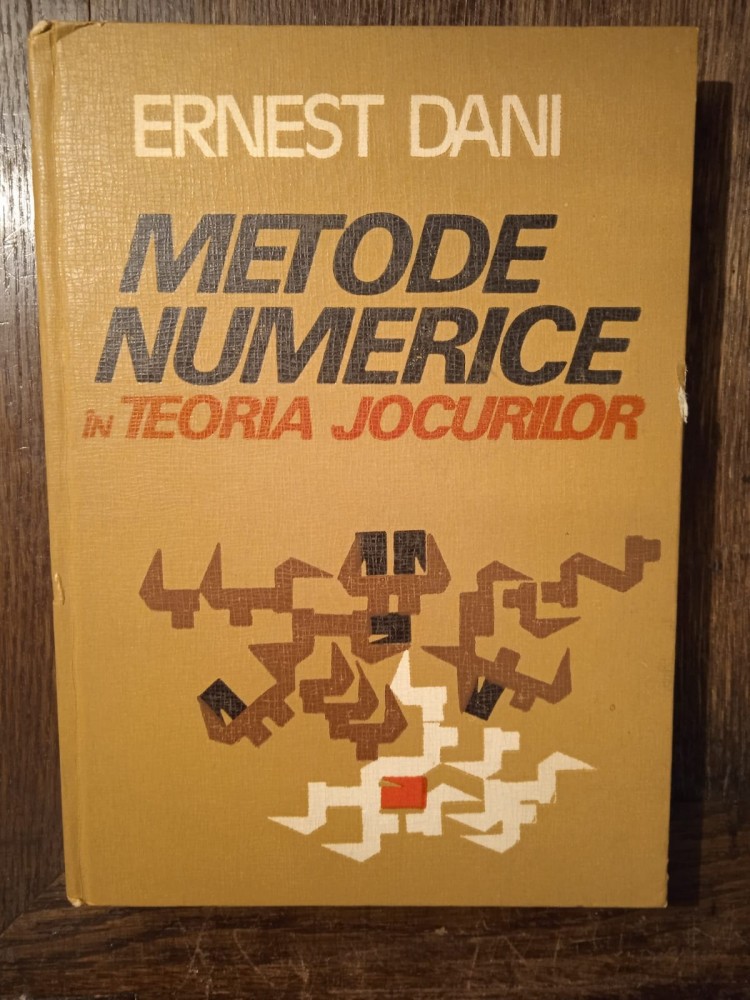 ERNEST DANI
METODE
NUMERICE
ÎN TEORIA JOCURILOR